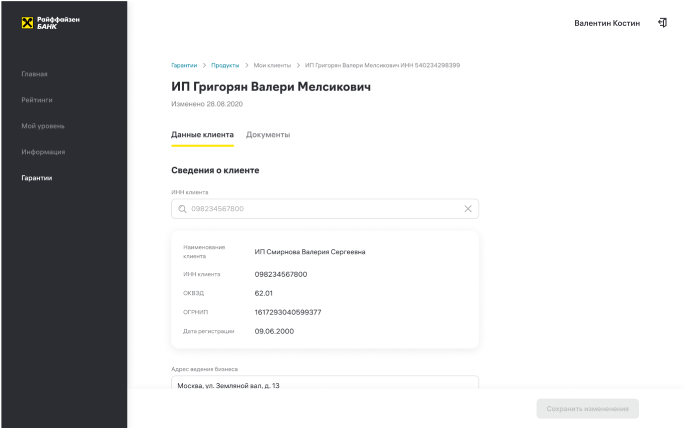 Райффайзен
БАНК
Валентин Костин
Главная
Рейтинги
Мой уровень
Информация
Гарантии
Гарантии > Продукты > Мои клиенты > ИП Григорян Валери Мелсикович ИНН 540234298399
ИП Григорян Валери Мелсикович
Изменено 28.08.2020
Данные клиента Документы
Сведения о клиенте
ИНН клиента
098234567800
Наименование
клиента
ИП Смирнова Валерия Сергеевна
ИНН клиента 098234567800
ОКВЭД 62.01
ОГРНИП 1617293040599377
Дата регистрации 09.06.2000
Адрес ведения бизнеса
Москва, ул. Земляной вал, д. 13
Сохранить изменения